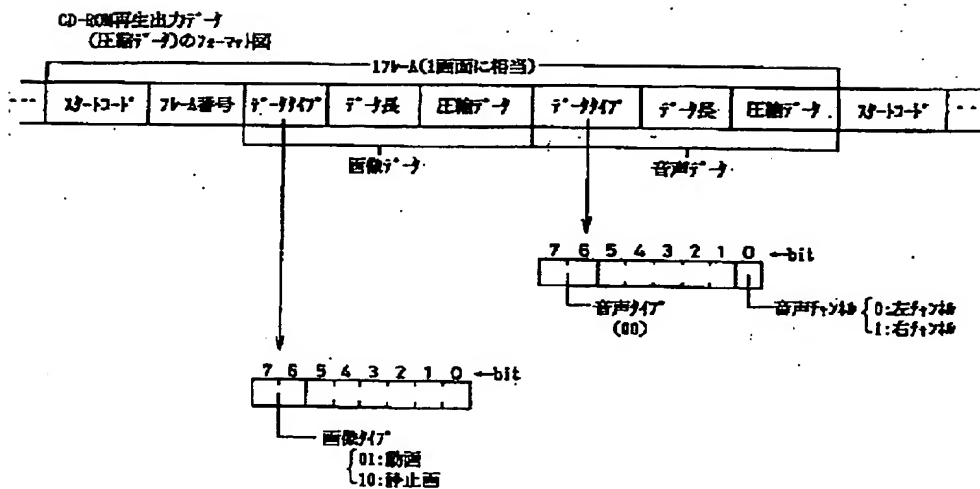 CD-ROM再生出力データ
(圧縮データ)のフォーマット図
1フレーム(1画面に相当)
スタートコード フレーム番号 データタイプ データ長 圧縮データ データタイプ データ長 圧縮データ スタートコード
画像データ 音声データ
7 6 5 4 3 2 1 0 ←bit
音声タイプ
(00)
音声チャンネル
0:左チャンネル
1:右チャンネル
7 6 5 4 3 2 1 0 ←bit
画像タイプ
01:動画
10:静止画